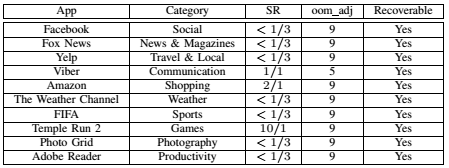 App Category SR oom_adj Recoverable
Facebook Social < 1/3 9 Yes
Fox News News & Magazines < 1/3 9 Yes
Yelp Travel & Local < 1/3 9 Yes
Viber Communication 1/1 5 Yes
Amazon Shopping 2/1 9 Yes
The Weather Channel Weather < 1/3 9 Yes
FIFA Sports < 1/3 9 Yes
Temple Run 2 Games 10/1 9 Yes
Photo Grid Photography < 1/3 9 Yes
Adobe Reader Productivity < 1/3 9 Yes